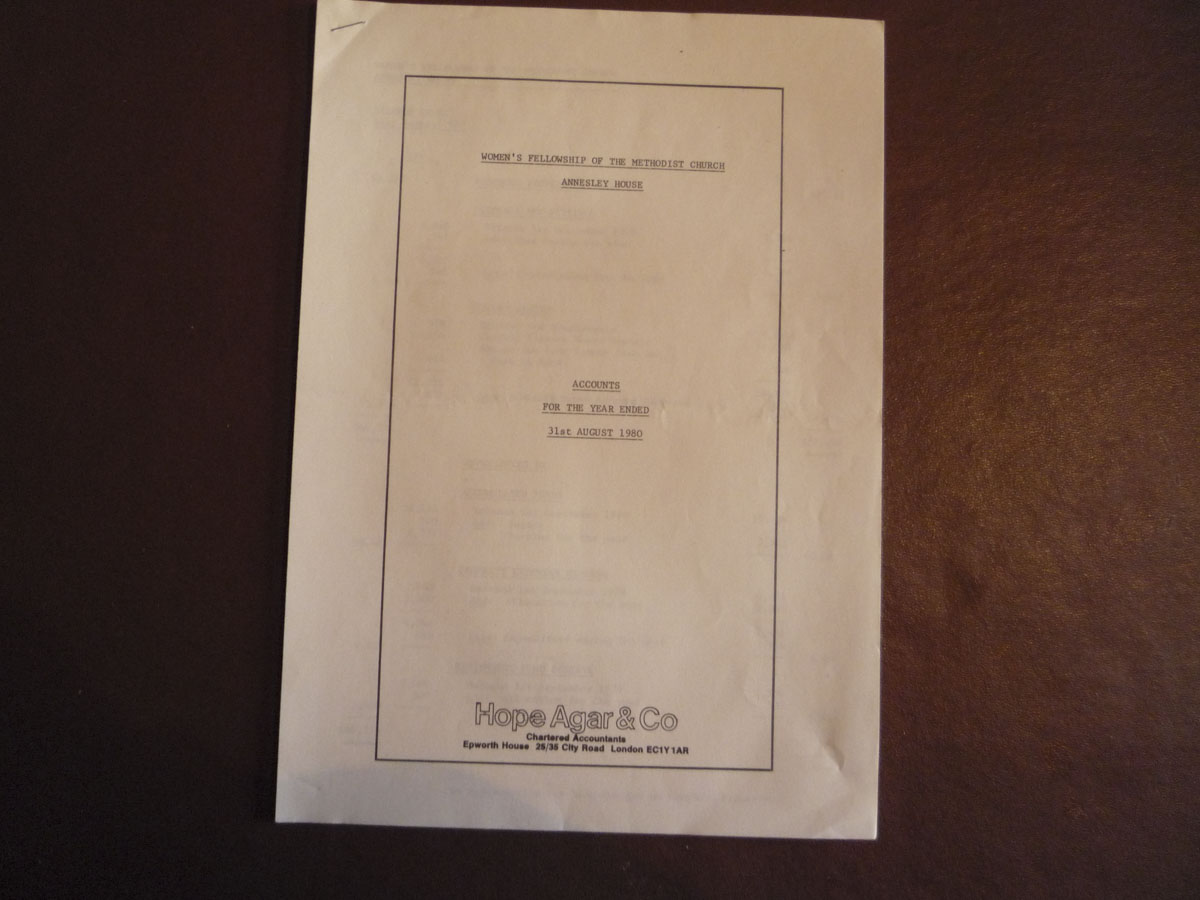 WOMEN'S FELLOWSHIP OF THE METHODIST CHURCH
ANNESLEY HOUSE
ACCOUNTS
FOR THE YEAR ENDED
31st AUGUST 1980
Hope Agar & Co
Chartered Accountants
Epworth House 25/35 City Road London EC1Y 1AR